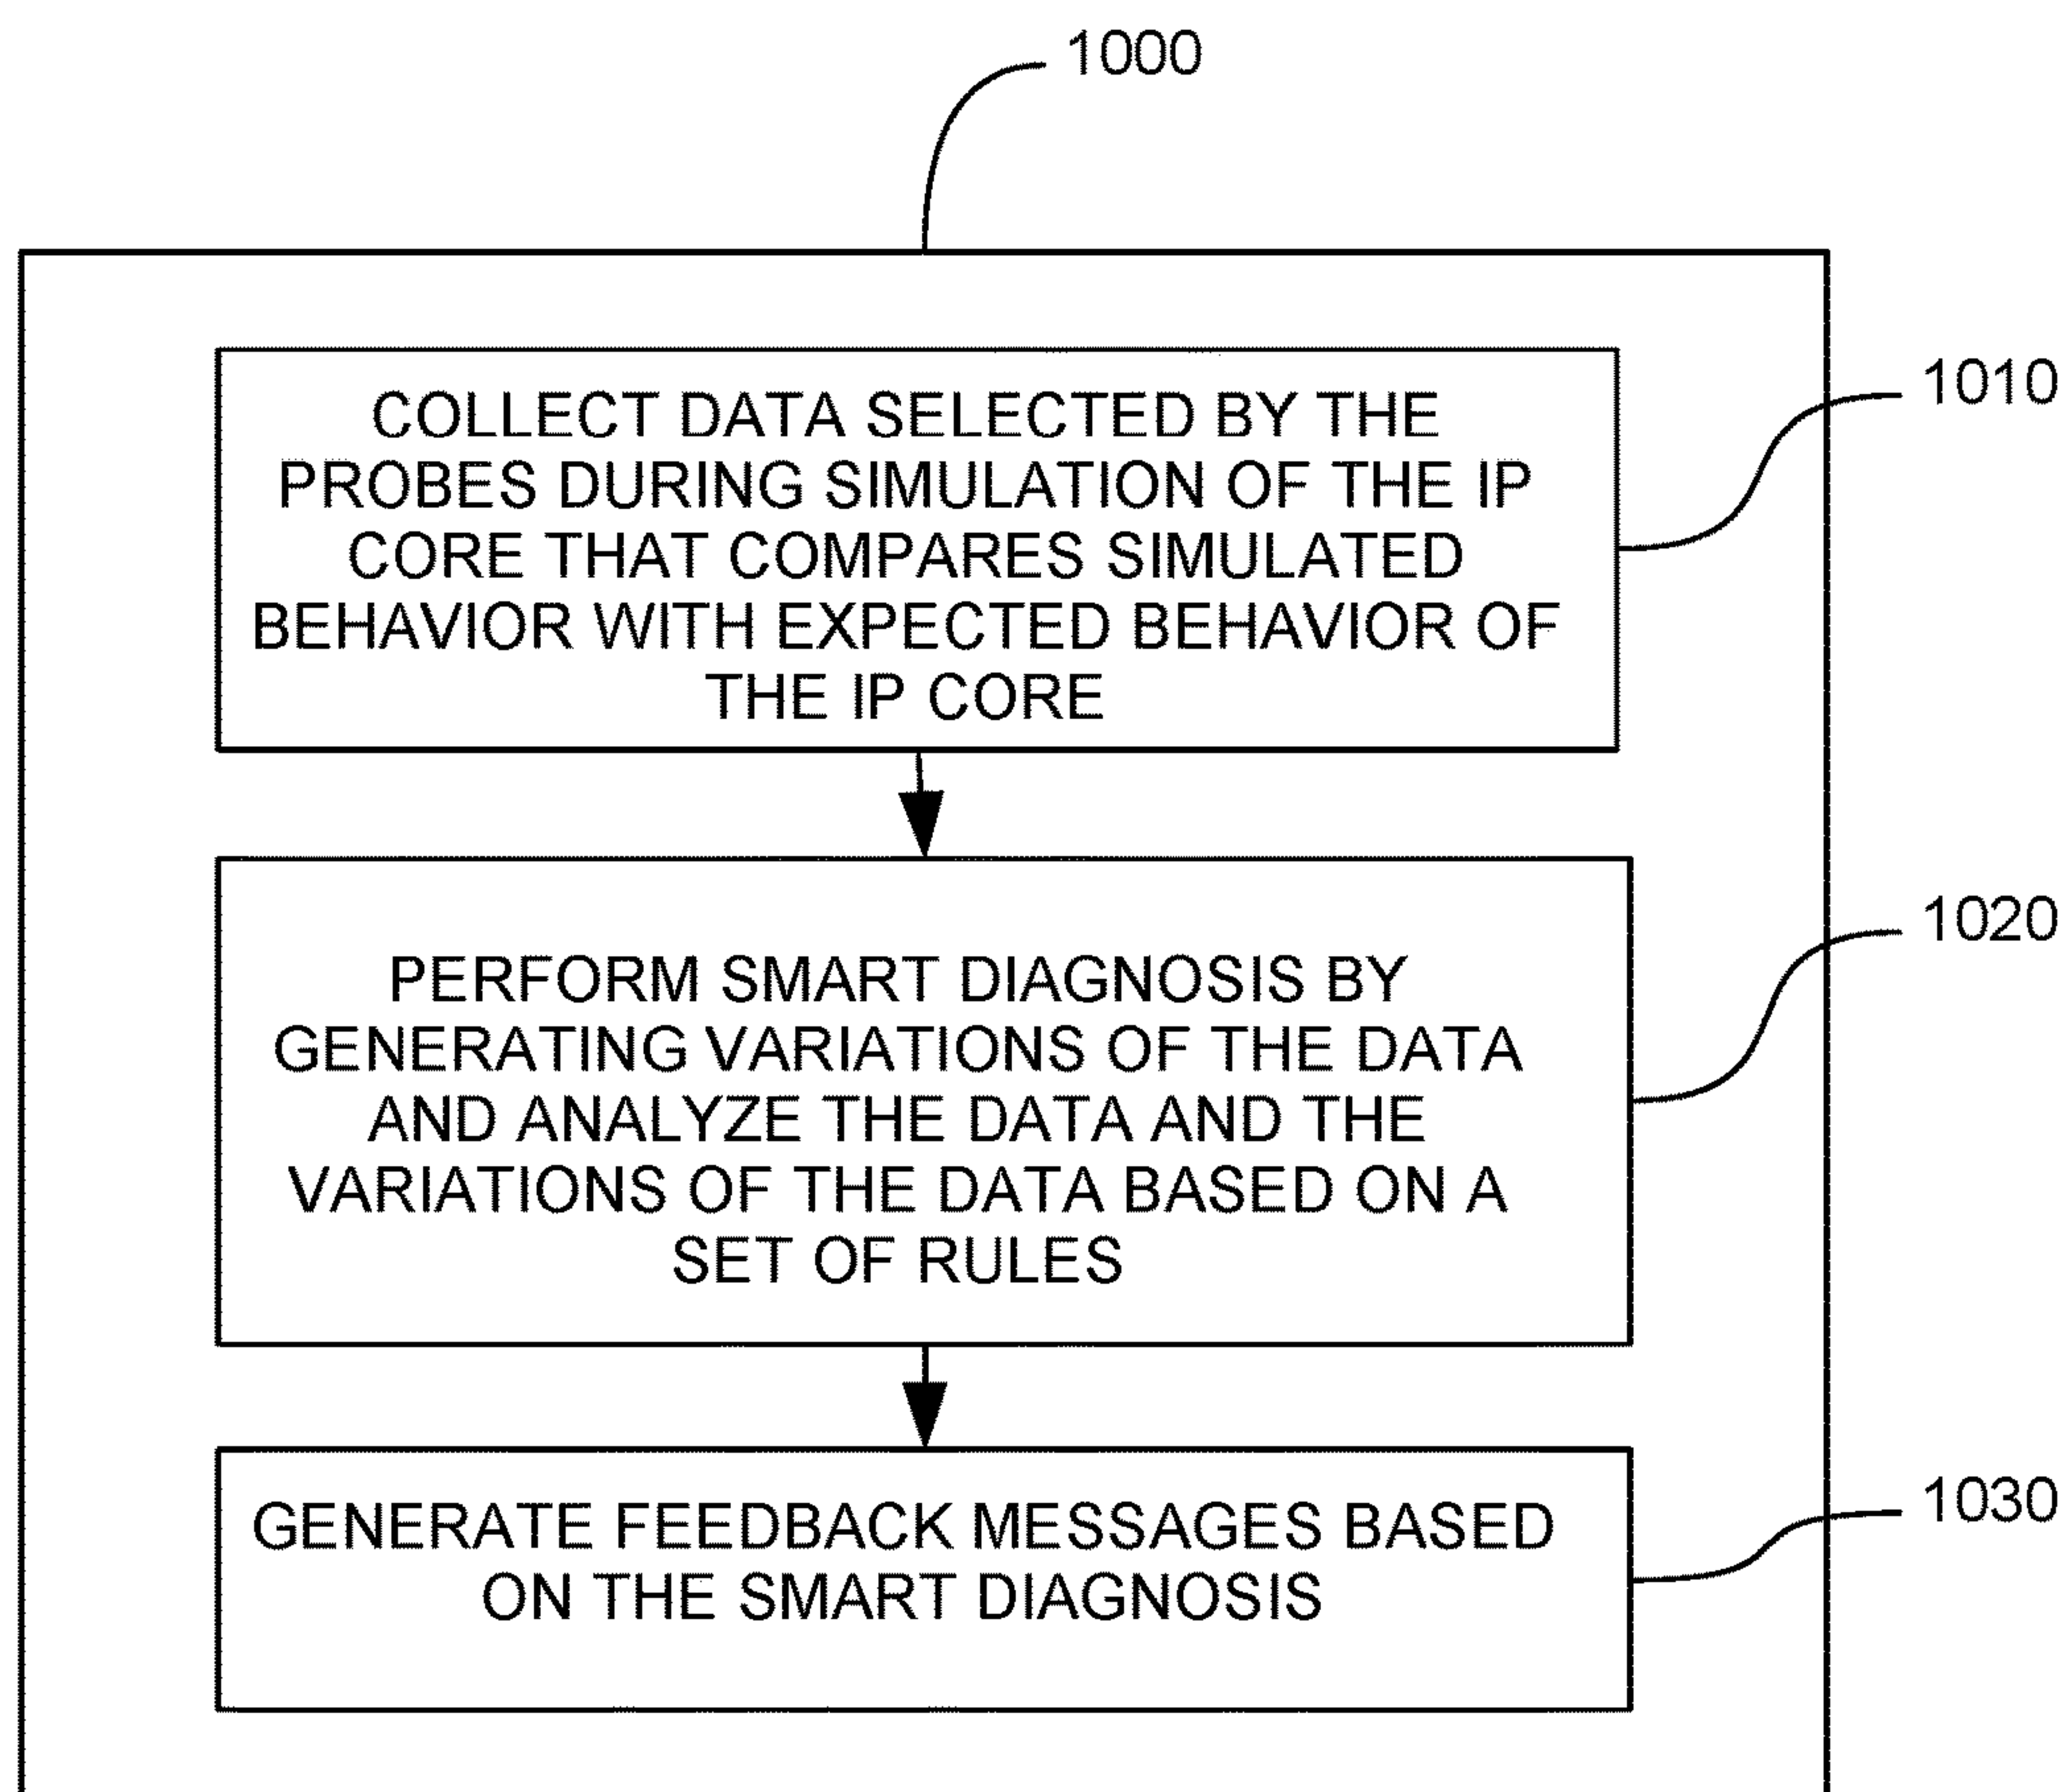 1000
COLLECT DATA SELECTED BY THE
PROBES DURING SIMULATION OF THE IP
CORE THAT COMPARES SIMULATED
BEHAVIOR WITH EXPECTED BEHAVIOR OF
THE IP CORE
1010
PERFORM SMART DIAGNOSIS BY
GENERATING VARIATIONS OF THE DATA
AND ANALYZE THE DATA AND THE
VARIATIONS OF THE DATA BASED ON A
SET OF RULES
1020
GENERATE FEEDBACK MESSAGES BASED
ON THE SMART DIAGNOSIS
1030